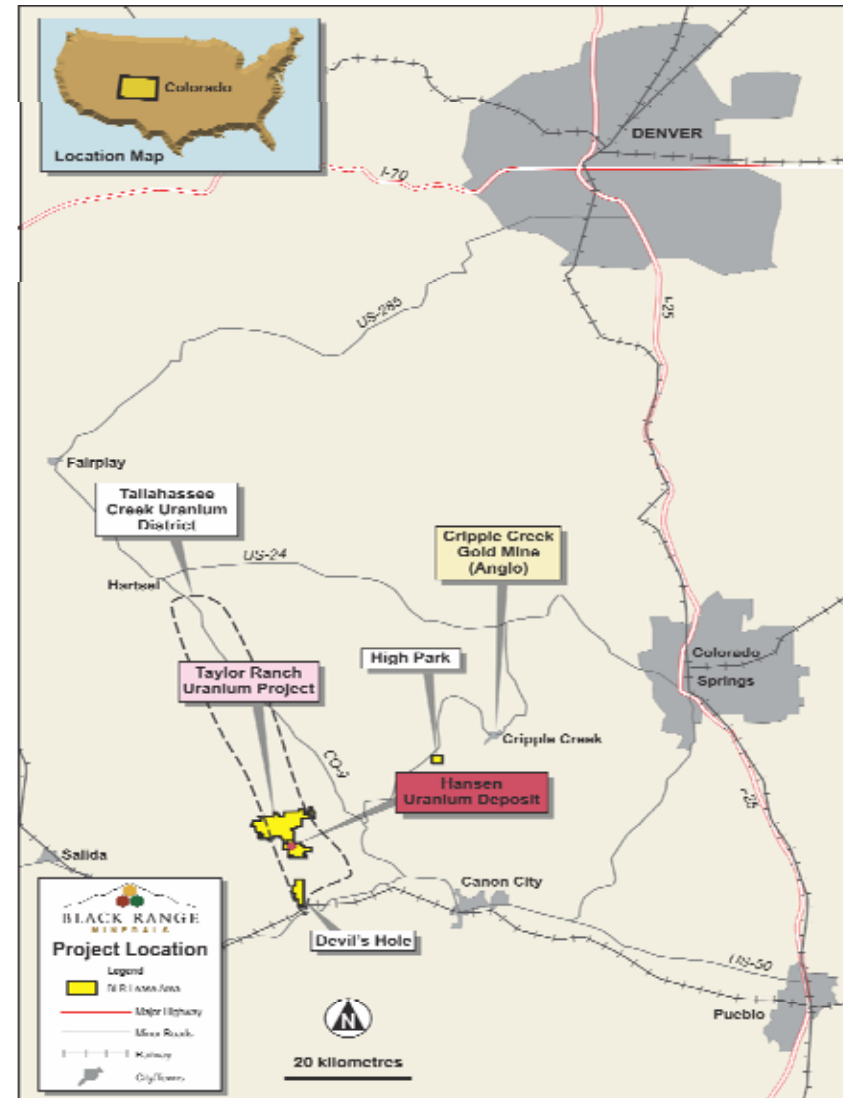 Colorado
Location Map
DENVER
I-70
I-25
US-285
Fairplay
Tallahassee
Creek Uranium
District
US-24
Cripple Creek
Gold Mine
(Anglo)
Hartsel
Colorado
Springs
High Park
Taylor Ranch
Uranium Project
Cripple Creek
CO-9
Hansen
Uranium Deposit
I-25
Salida
Canon City
BLACK RANGE
MINERALS
Project Location
Legend
Lease Area
Major Highway
Minor Roads
Railway
City/Towns
Devil's Hole
US-50
Pueblo
N
20 kilometres